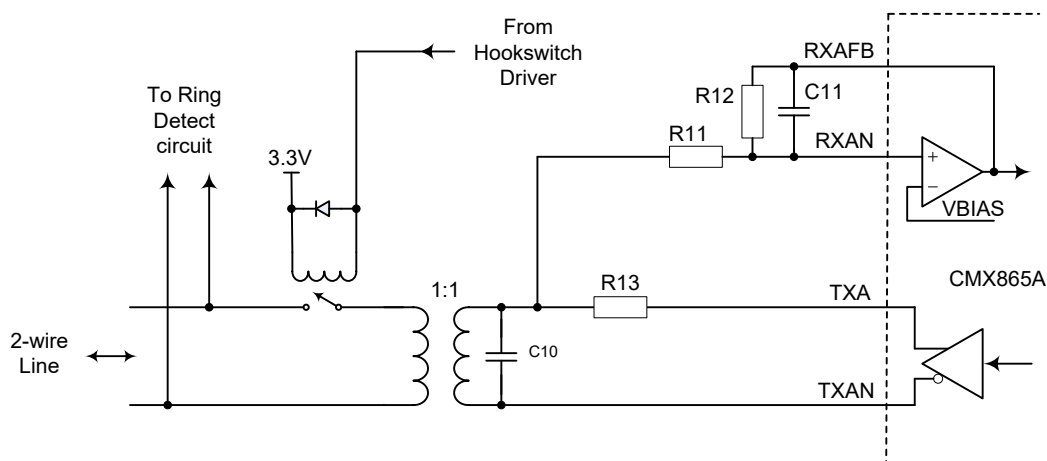 From
Hookswitch
Driver
RXAFB
To Ring
Detect
circuit
R12
C11
R11
RXAN
3.3V
+
−
VBIAS
1:1
R13
TXA
CMX865A
2-wire
Line
C10
TXAN